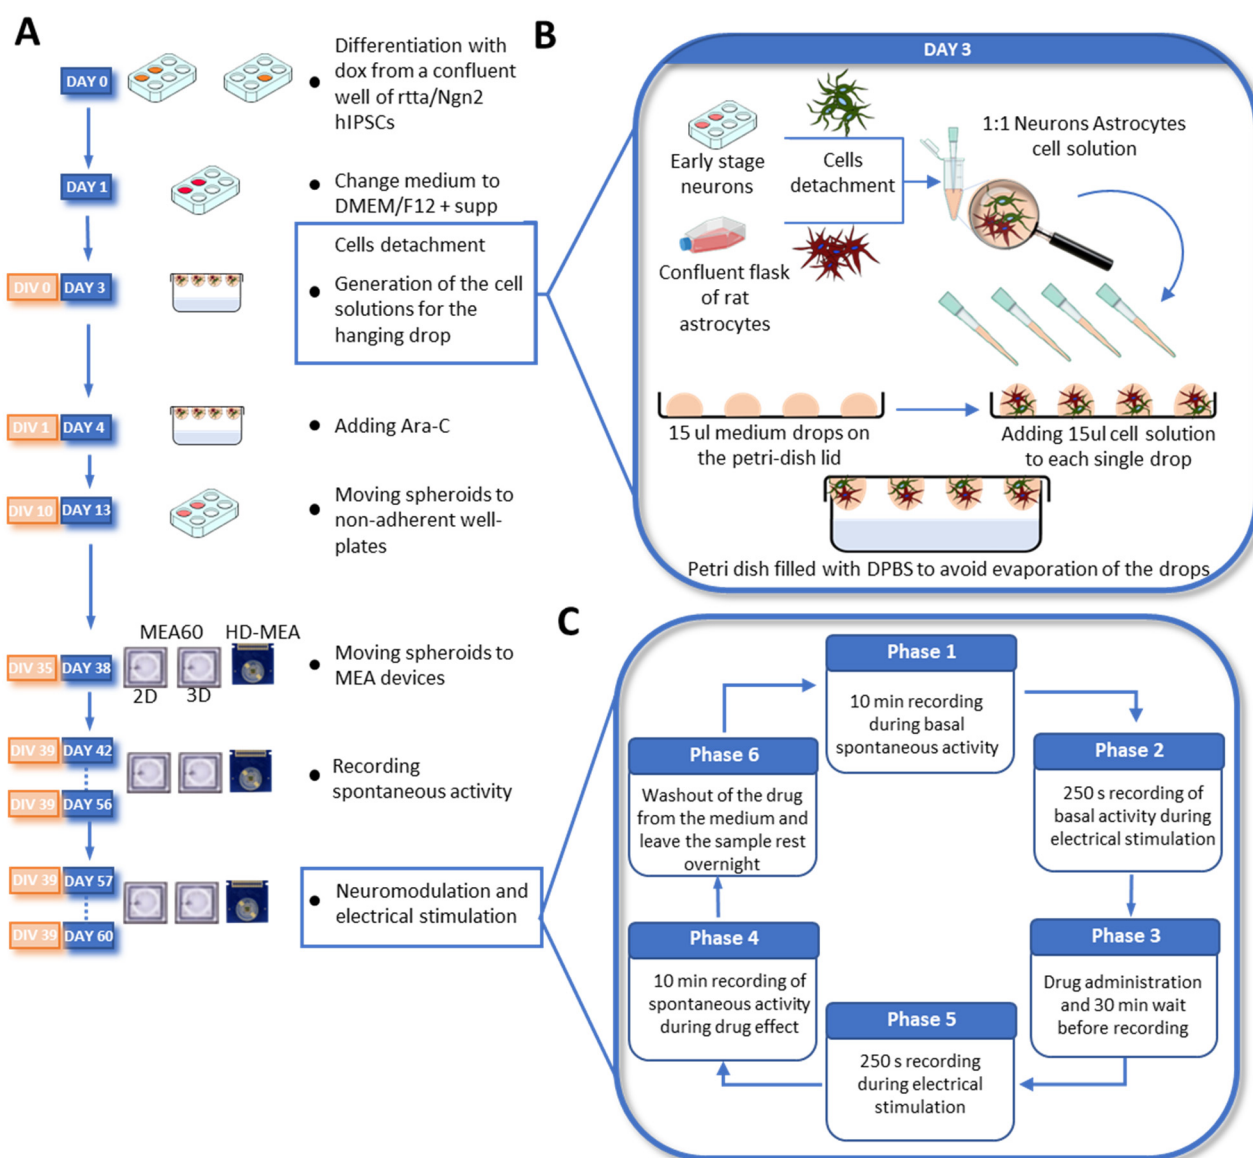 A
DAY 0
Differentiation with
dox from a confluent
well of rtta/Ngn2
hIPSCs
DAY 1
Change medium to
DMEM/F12 + supp
Cells detachment
DIV 0 DAY 3
Generation of the cell
solutions for the
hanging drop
DIV 1 DAY 4
Adding Ara-C
DIV 10 DAY 13
Moving spheroids to
non-adherent well-
plates
MEA60 HD-MEA
DIV 35 DAY 38
2D 3D
Moving spheroids to
MEA devices
DIV 39 DAY 42
Recording
spontaneous activity
DIV 39 DAY 56
DIV 39 DAY 57
Neuromodulation and
electrical stimulation
DIV 39 DAY 60
B
DAY 3
Early stage
neurons
Cells
detachment
1:1 Neurons Astrocytes
cell solution
Confluent flask
of rat
astrocytes
15 ul medium drops on
the petri-dish lid
Adding 15ul cell solution
to each single drop
Petri dish filled with DPBS to avoid evaporation of the drops
C
Phase 1
10 min recording
during basal
spontaneous activity
Phase 2
250 s recording of
basal activity during
electrical stimulation
Phase 3
Drug administration
and 30 min wait
before recording
Phase 5
250 s recording
during electrical
stimulation
Phase 4
10 min recording of
spontaneous activity
during drug effect
Phase 6
Washout of the drug
from the medium and
leave the sample rest
overnight